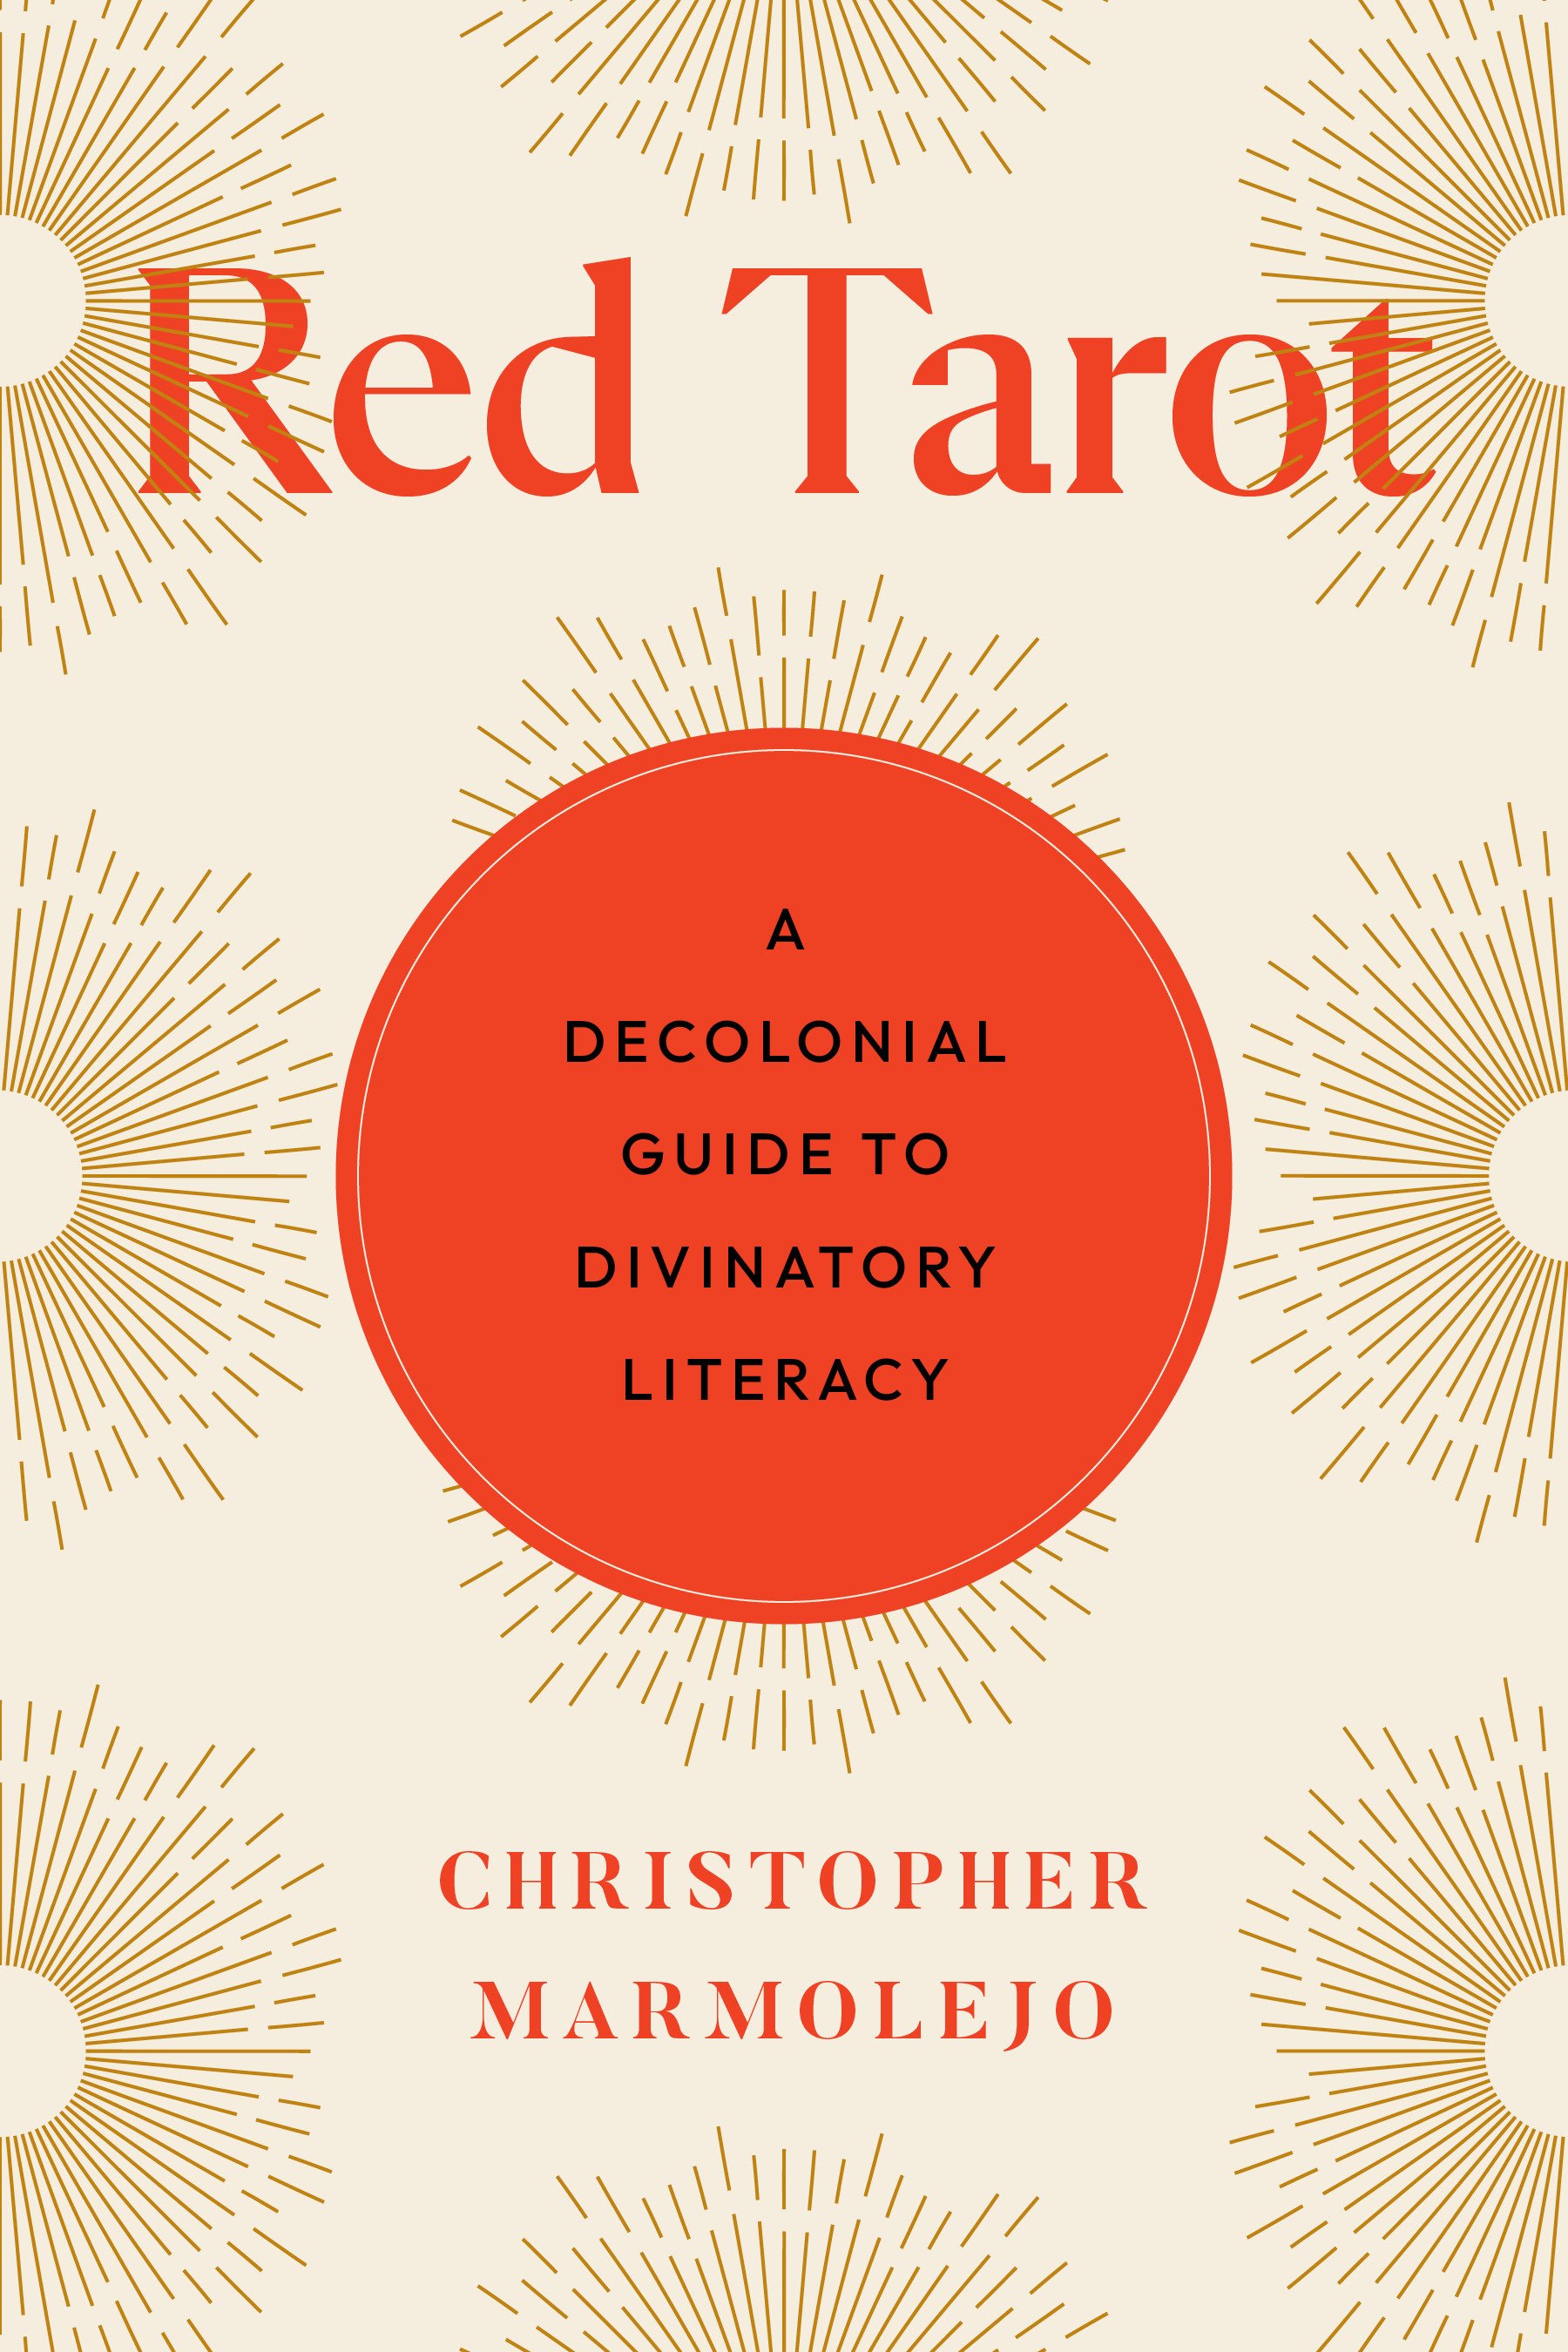 Red Tarot
A
DECOLONIAL
GUIDE TO
DIVINATORY
LITERACY
CHRISTOPHER
MARMOLEJO